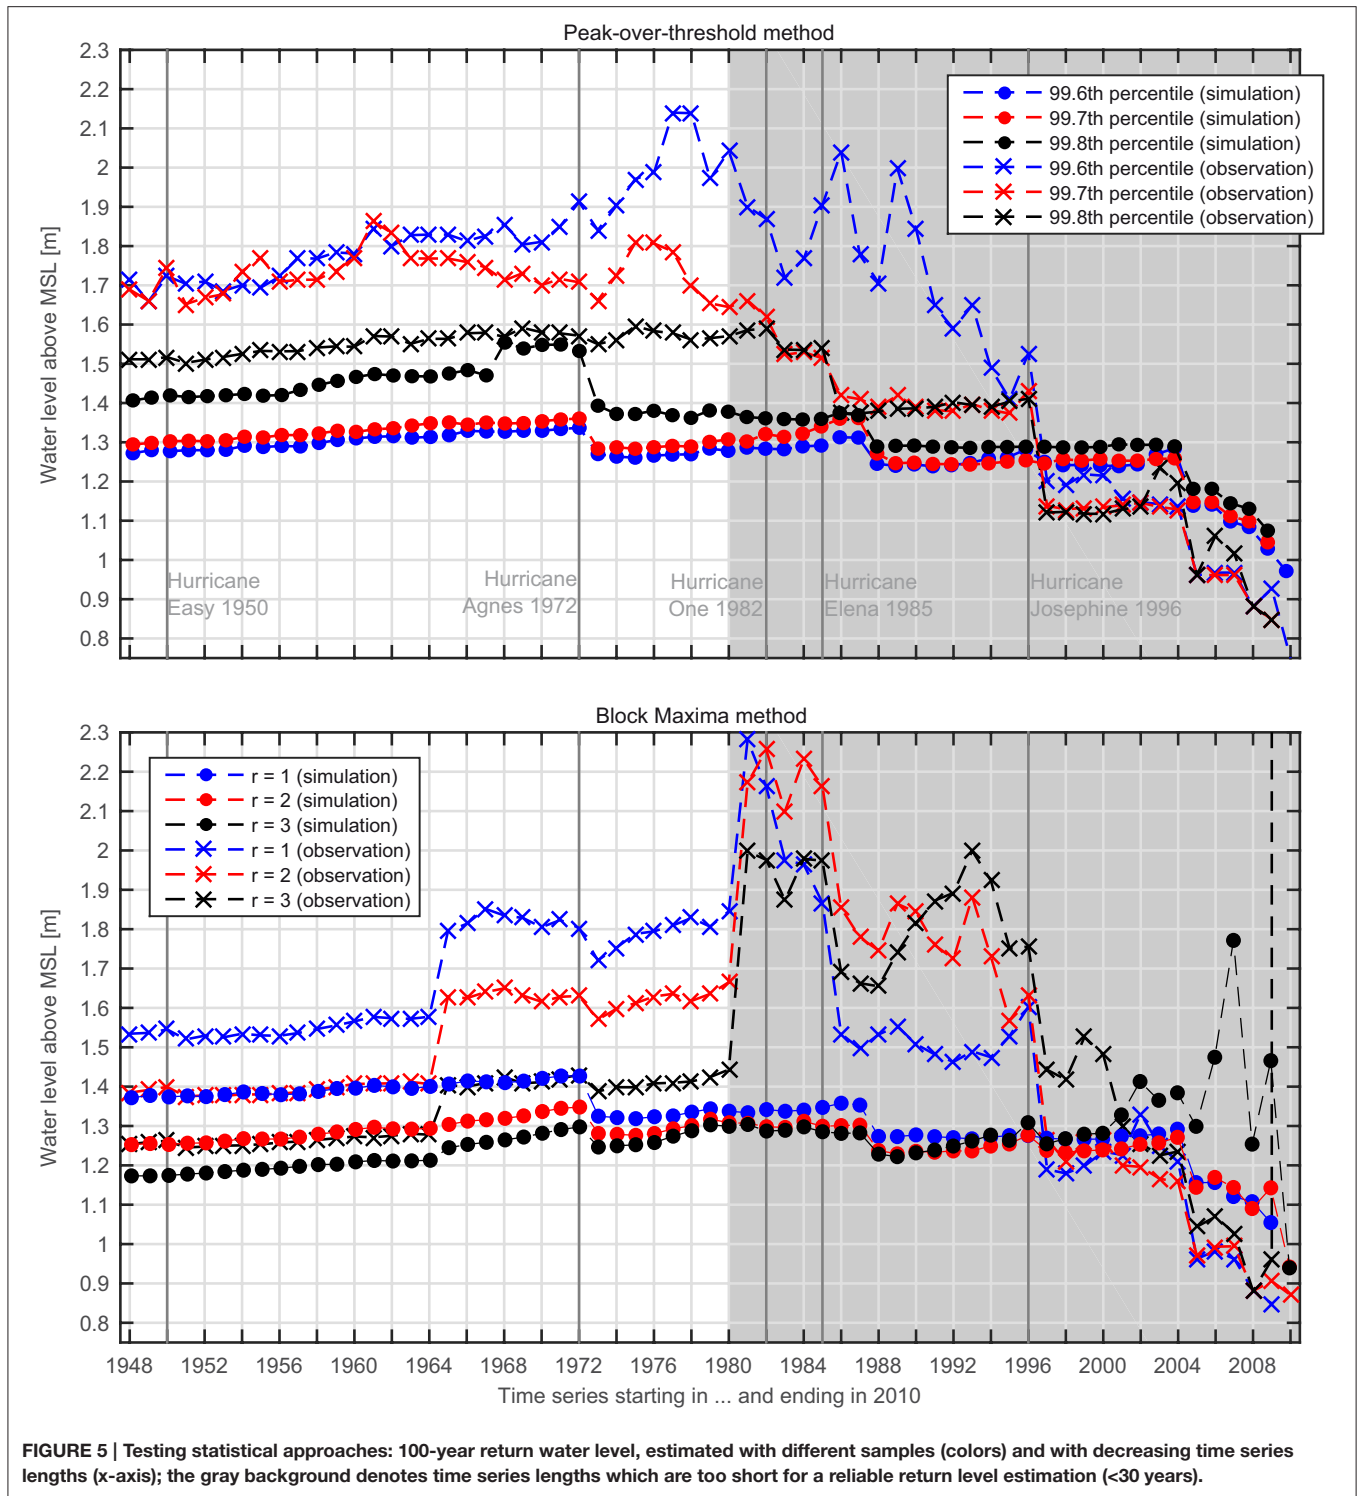 Peak-over-threshold method
2.3
2.2
2.1
2
1.9
1.8
1.7
1.6
1.5
1.4
1.3
1.2
1.1
1
0.9
0.8
Water level above MSL [m]
99.6th percentile (simulation)
99.7th percentile (simulation)
99.8th percentile (simulation)
99.6th percentile (observation)
99.7th percentile (observation)
99.8th percentile (observation)
Hurricane
Easy 1950
Hurricane
Agnes 1972
Hurricane
One 1982
Hurricane
Elena 1985
Hurricane
Josephine 1996
Block Maxima method
2.3
2.2
2.1
2
1.9
1.8
1.7
1.6
1.5
1.4
1.3
1.2
1.1
1
0.9
0.8
Water level above MSL [m]
r = 1 (simulation)
r = 2 (simulation)
r = 3 (simulation)
r = 1 (observation)
r = 2 (observation)
r = 3 (observation)
1948 1952 1956 1960 1964 1968 1972 1976 1980 1984 1988 1992 1996 2000 2004 2008
Time series starting in ... and ending in 2010
FIGURE 5 | Testing statistical approaches: 100-year return water level, estimated with different samples (colors) and with decreasing time series
lengths (x-axis); the gray background denotes time series lengths which are too short for a reliable return level estimation (<30 years).